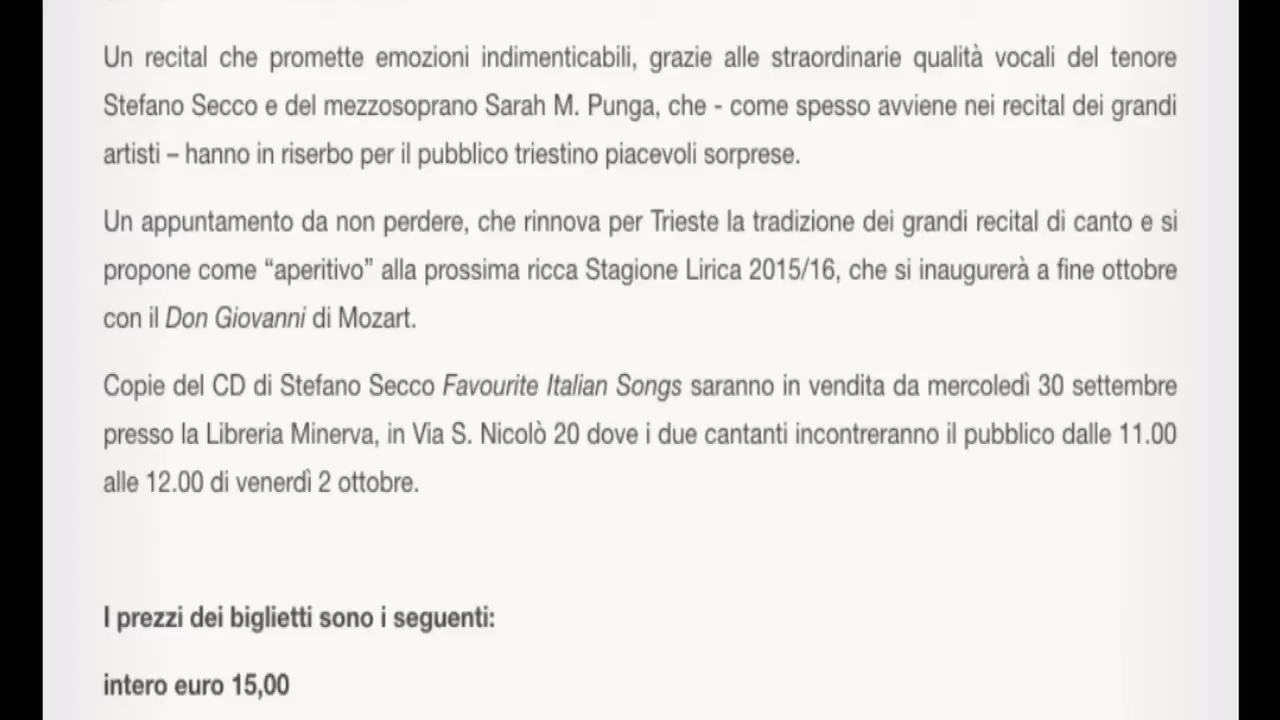 Un recital che promette emozioni indimenticabili, grazie alle straordinarie qualità vocali del tenore
Stefano Secco e del mezzosoprano Sarah M. Punga, che - come spesso avviene nei recital dei grandi
artisti – hanno in riserbo per il pubblico triestino piacevoli sorprese.
Un appuntamento da non perdere, che rinnova per Trieste la tradizione dei grandi recital di canto e si
propone come “aperitivo” alla prossima ricca Stagione Lirica 2015/16, che si inaugurerà a fine ottobre
con il Don Giovanni di Mozart.
Copie del CD di Stefano Secco Favourite Italian Songs saranno in vendita da mercoledì 30 settembre
presso la Libreria Minerva, in Via S. Nicolò 20 dove i due cantanti incontreranno il pubblico dalle 11.00
alle 12.00 di venerdì 2 ottobre.
I prezzi dei biglietti sono i seguenti:
intero euro 15,00